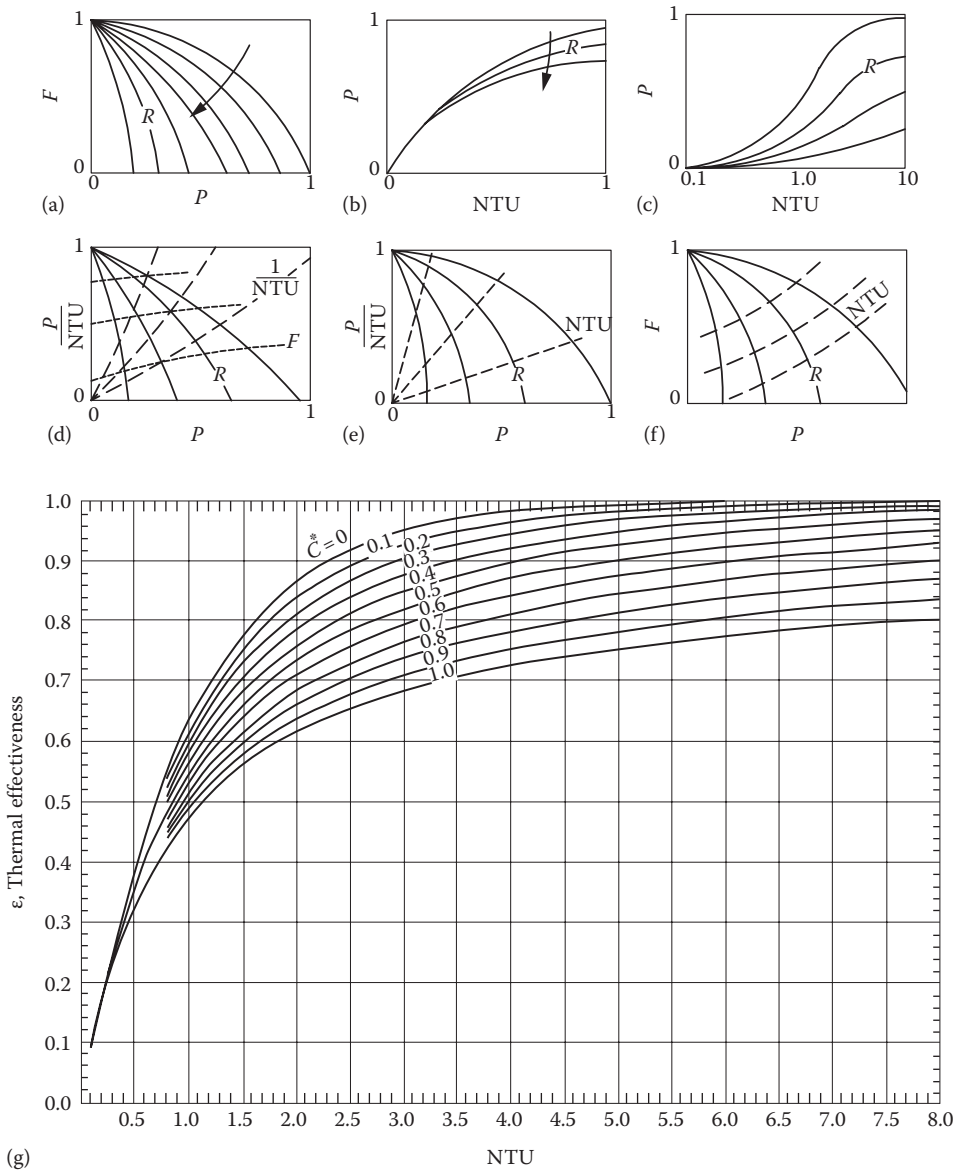 1
F
R
0
0
P
1
(a)
1
P
R
0
0
NTU
1
(b)
1
P
R
0
0.1
1.0
10
NTU
(c)
1
P
NTU
1
NTU
F
R
0
0
1
P
(d)
1
P
NTU
NTU
R
0
0
1
P
(e)
1
F
NTU
R
0
P
(f)
ε, Thermal effectiveness
1.0
0.9
0.8
0.7
0.6
0.5
0.4
0.3
0.2
0.1
0.0
C* = 0
0.1
0.2
0.3
0.4
0.5
0.6
0.7
0.8
0.9
1.0
0.5 1.0 1.5 2.0 2.5 3.0 3.5 4.0 4.5 5.0 5.5 6.0 6.5 7.0 7.5 8.0
NTU
(g)